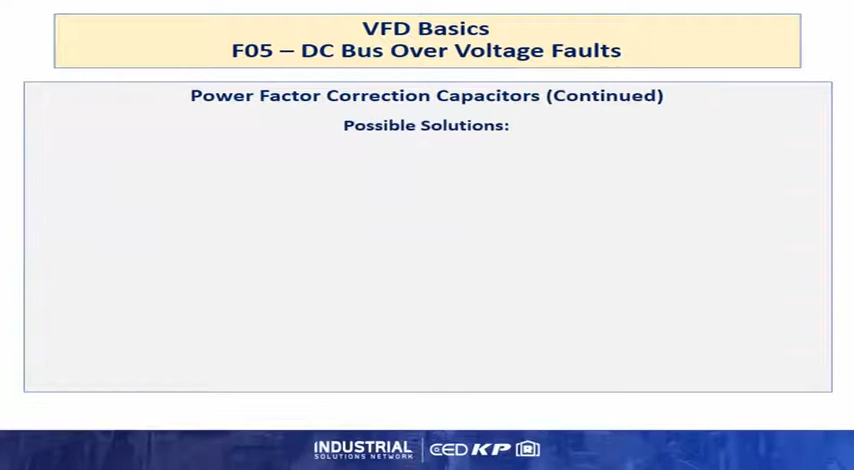 VFD Basics
F05 – DC Bus Over Voltage Faults
Power Factor Correction Capacitors (Continued)
Possible Solutions:
INDUSTRIAL
SOLUTIONS NETWORK
CED KP R